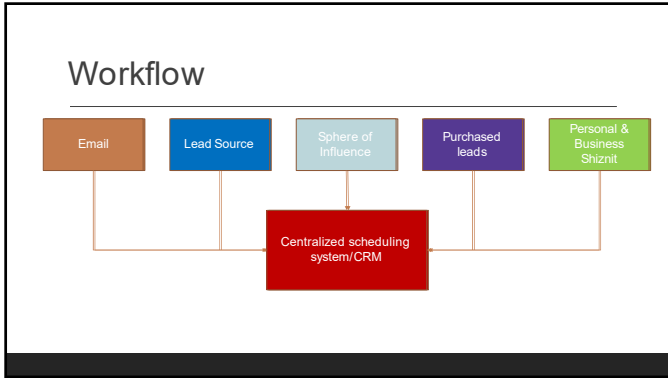 Workflow
Email
Lead Source
Sphere of
Influence
Purchased
leads
Personal &
Business
Shiznit
Centralized scheduling
system/CRM